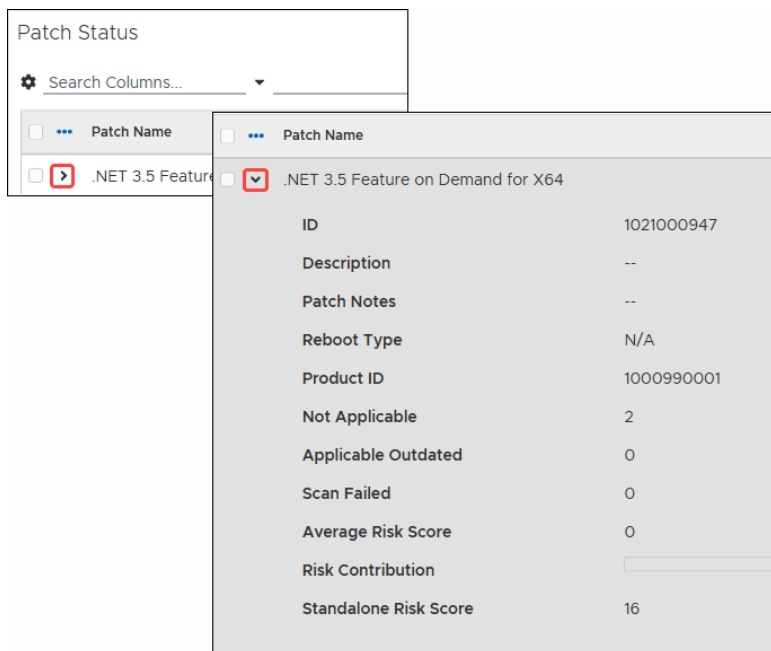 Patch Status
Search Columns...
Patch Name
.NET 3.5 Feature
Patch Name
.NET 3.5 Feature on Demand for X64
ID 1021000947
Description --
Patch Notes --
Reboot Type N/A
Product ID 1000990001
Not Applicable 2
Applicable Outdated 0
Scan Failed 0
Average Risk Score 0
Risk Contribution
Standalone Risk Score 16